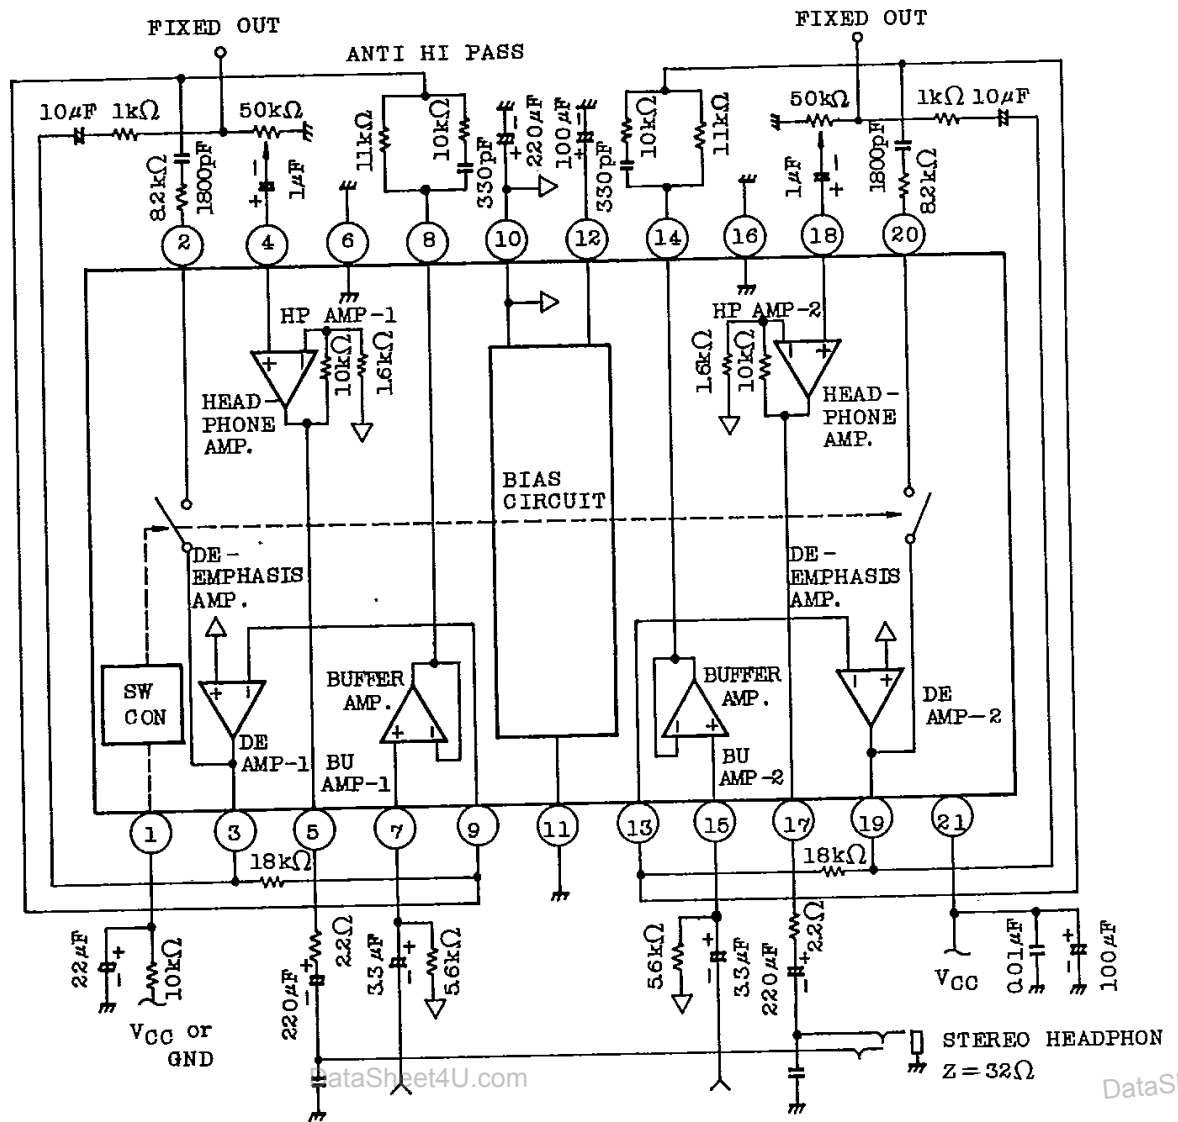 FIXED OUT
FIXED OUT
ANTI HI PASS
10μF
1kΩ
50kΩ
11kΩ
10kΩ
330pF
220μF
100μF
330pF
10kΩ
11kΩ
50kΩ
1kΩ
10μF
8.2kΩ
1800pF
1μF
1μF
1800pF
8.2kΩ
2
4
6
8
10
12
14
16
18
20
HP AMP-1
10kΩ
1.6kΩ
HP AMP-2
1.6kΩ
10kΩ
HEAD-
PHONE
AMP.
HEAD-
PHONE
AMP.
BIAS
CIRCUIT
DE-
EMPHASIS
AMP.
DE-
EMPHASIS
AMP.
SW
CON
BUFFER
AMP.
BUFFER
AMP.
DE
AMP-1
BU
AMP-1
BU
AMP-2
DE
AMP-2
1
3
5
7
9
11
13
15
17
19
21
18kΩ
18kΩ
22μF
10kΩ
220μF
2.2Ω
3.3μF
5.6kΩ
5.6kΩ
3.3μF
220μF
2.2Ω
VCC
0.01μF
100μF
VCC or
GND
STEREO HEADPHON
Z=32Ω
DataSheet4U.com
DataS